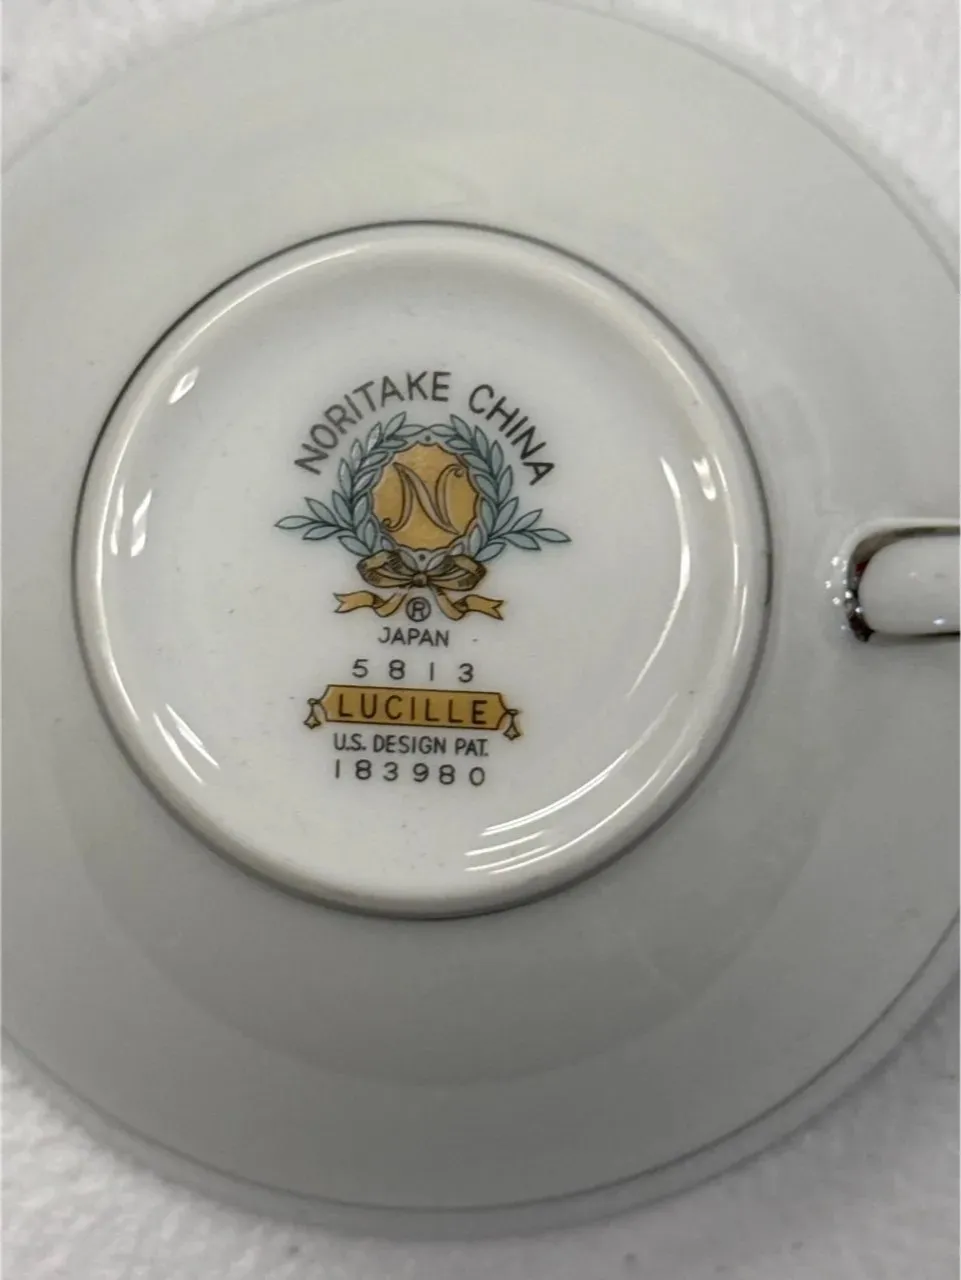 NORITAKE CHINA
N
®
JAPAN
5813
LUCILLE
U.S. DESIGN PAT.
183980